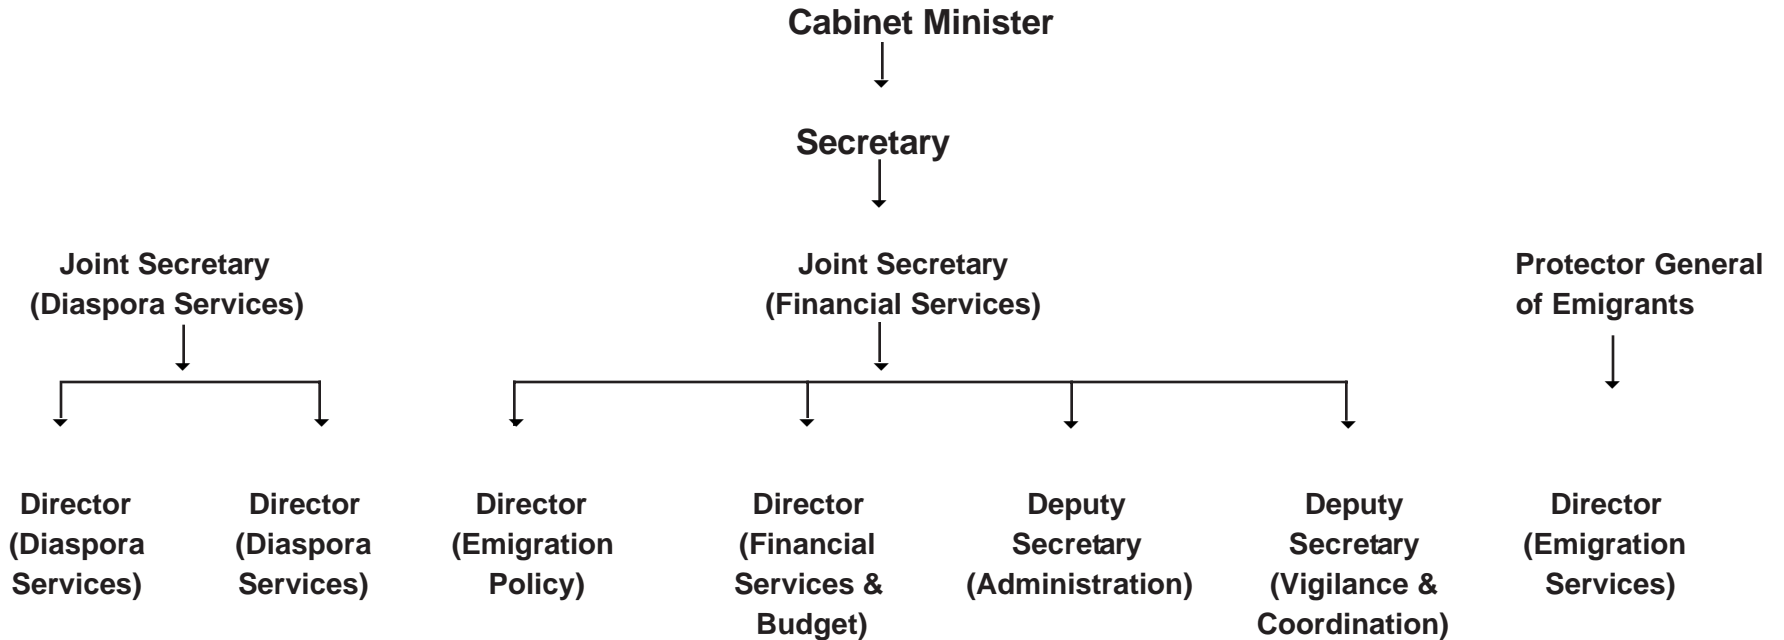 Cabinet Minister
Secretary
Joint Secretary
(Diaspora Services)
Joint Secretary
(Financial Services)
Protector General
of Emigrants
Director
(Diaspora
Services)
Director
(Diaspora
Services)
Director
(Emigration
Policy)
Director
(Financial
Services &
Budget)
Deputy
Secretary
(Administration)
Deputy
Secretary
(Vigilance &
Coordination)
Director
(Emigration
Services)